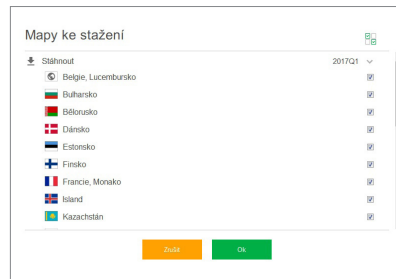 Mapy ke stažení
Stáhnout 2017Q1
Belgie, Lucembursko
Bulharsko
Bělorusko
Dánsko
Estonsko
Finsko
Francie, Monako
Island
Kazachstán
Zrušit Ok